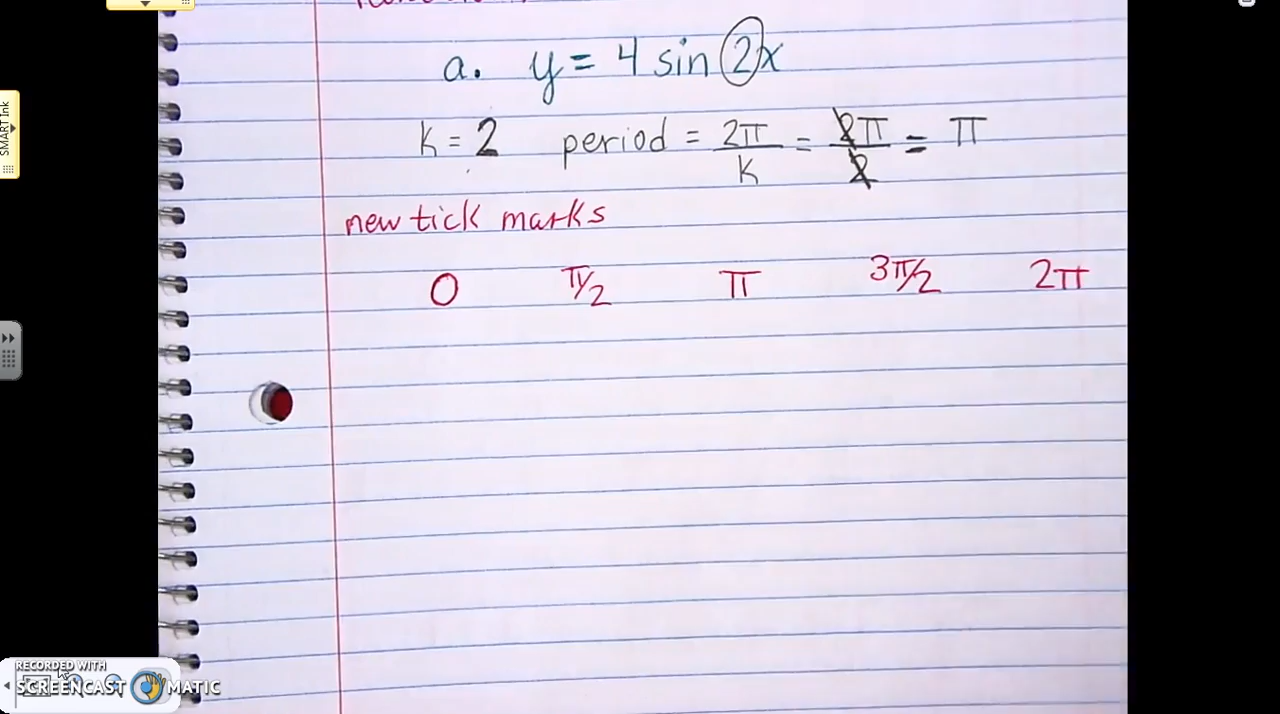 a. y = 4 sin 2x
K = 2 period = 2π/K = 2π/2 = π
new tick marks
0 π/2 π 3π/2 2π
SMART Ink
RECORDED WITH
SCREENCAST MATIC